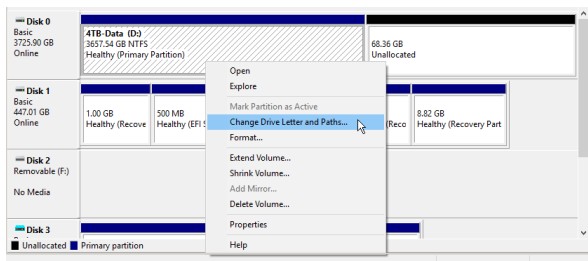 Disk 0
Basic
3725.90 GB
Online
4TB-Data (D:)
3657.54 GB NTFS
Healthy (Primary Partition)
68.36 GB
Unallocated
Disk 1
Basic
447.01 GB
Online
1.00 GB
Healthy (Recove
500 MB
Healthy (EFI
(Reco
8.82 GB
Healthy (Recovery Part
Disk 2
Removable (F:)
No Media
Disk 3
Unallocated
Primary partition
Open
Explore
Mark Partition as Active
Change Drive Letter and Paths...
Format...
Extend Volume...
Shrink Volume...
Add Mirror...
Delete Volume...
Properties
Help